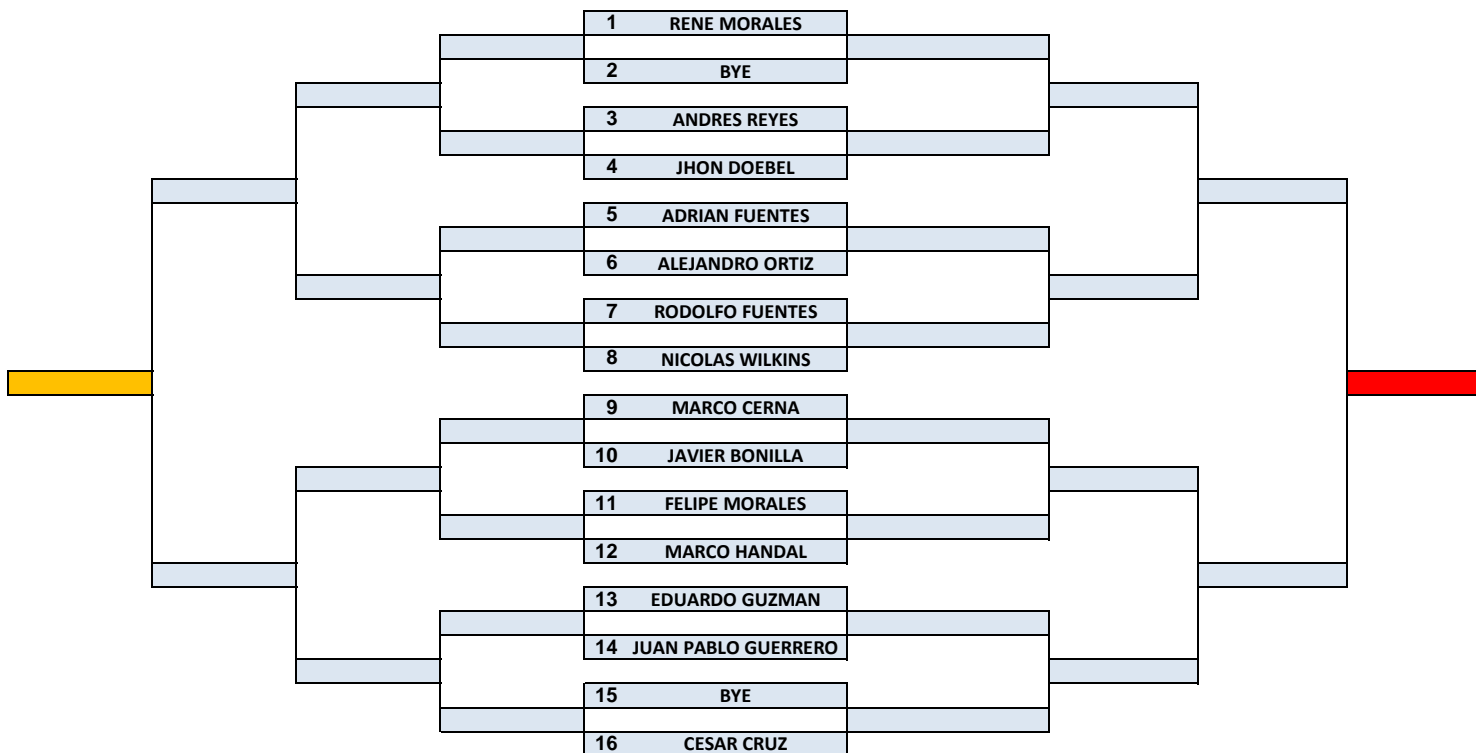 1 RENE MORALES
2 BYE
3 ANDRES REYES
4 JHON DOEBEL
5 ADRIAN FUENTES
6 ALEJANDRO ORTIZ
7 RODOLFO FUENTES
8 NICOLAS WILKINS
9 MARCO CERNA
10 JAVIER BONILLA
11 FELIPE MORALES
12 MARCO HANDAL
13 EDUARDO GUZMAN
14 JUAN PABLO GUERRERO
15 BYE
16 CESAR CRUZ